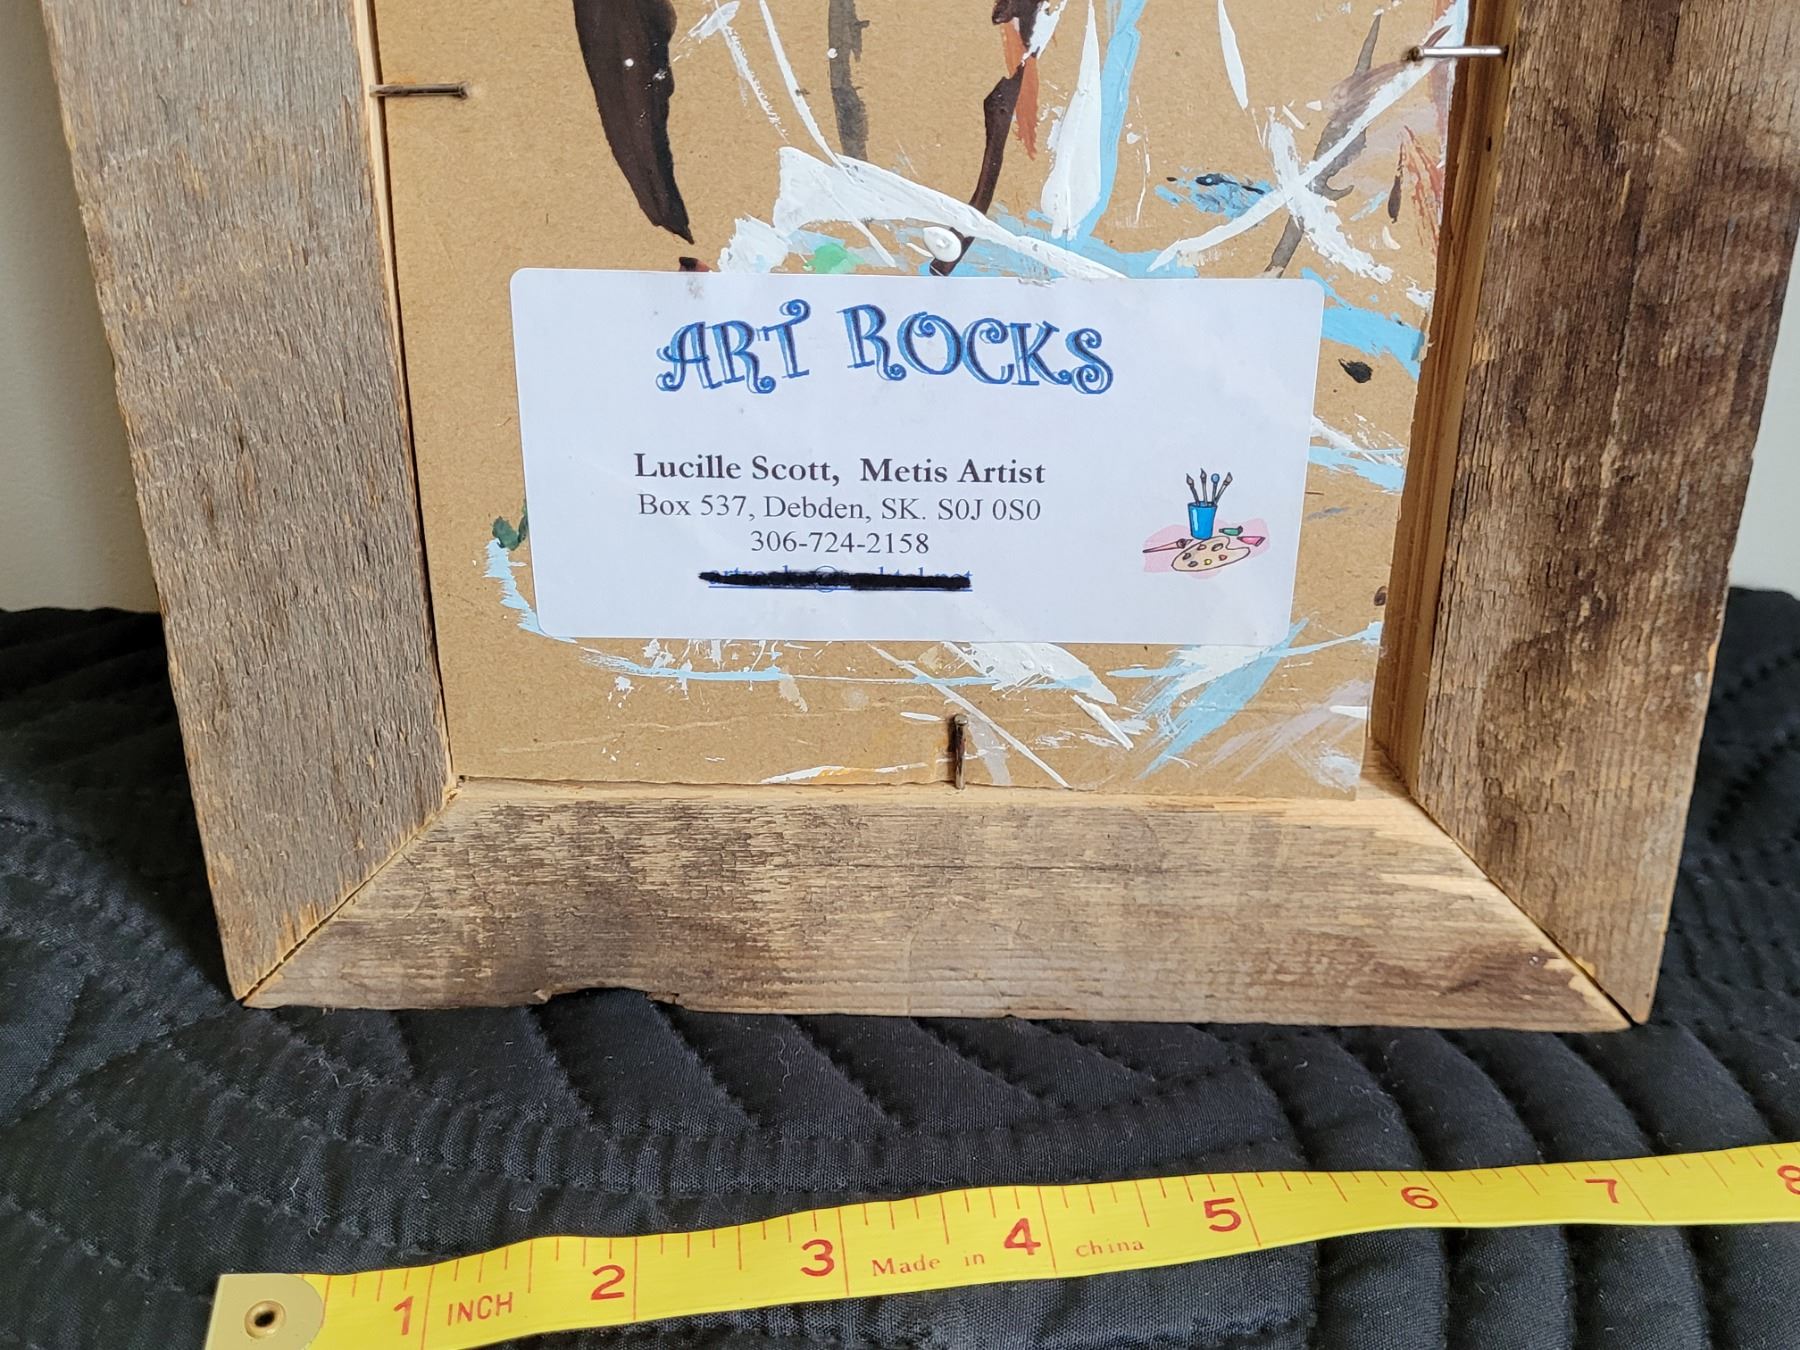 ART ROCKS
Lucille Scott, Metis Artist
Box 537, Debden, SK. S0J 0S0
306-724-2158
1 INCH 2 3 Made in 4 china 5 6 7 8